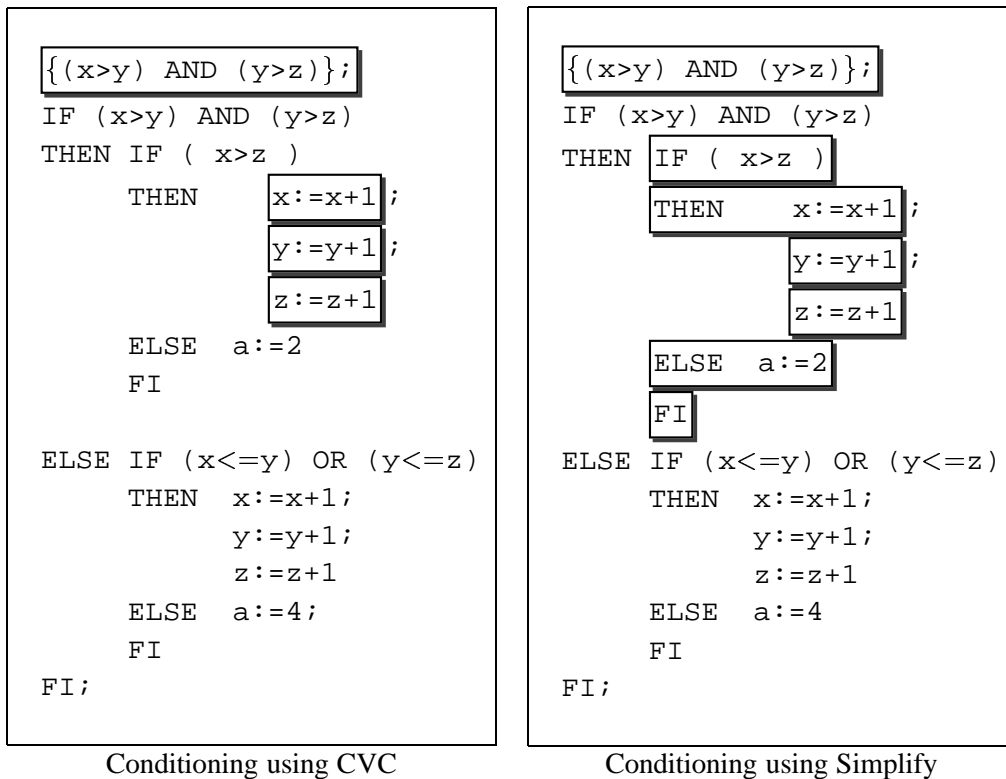 {(x>y) AND (y>z)};
IF (x>y) AND (y>z)
THEN IF ( x>z )
THEN x:=x+1;
y:=y+1;
z:=z+1
ELSE a:=2
FI
ELSE IF (x<=y) OR (y<=z)
THEN x:=x+1;
y:=y+1;
z:=z+1
ELSE a:=4;
FI
FI;
Conditioning using CVC
{(x>y) AND (y>z)};
IF (x>y) AND (y>z)
THEN IF ( x>z )
THEN x:=x+1;
y:=y+1;
z:=z+1
ELSE a:=2
FI
ELSE IF (x<=y) OR (y<=z)
THEN x:=x+1;
y:=y+1;
z:=z+1
ELSE a:=4
FI
FI;
Conditioning using Simplify